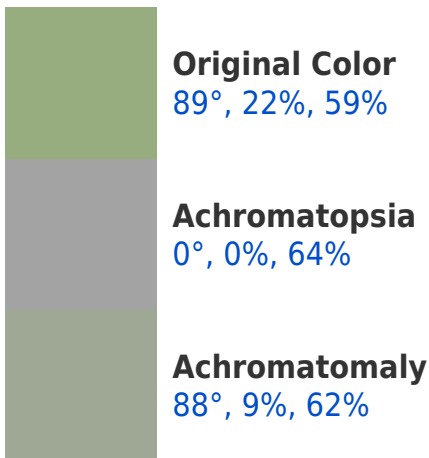 Original Color
89°, 22%, 59%
Achromatopsia
0°, 0%, 64%
Achromatomaly
88°, 9%, 62%